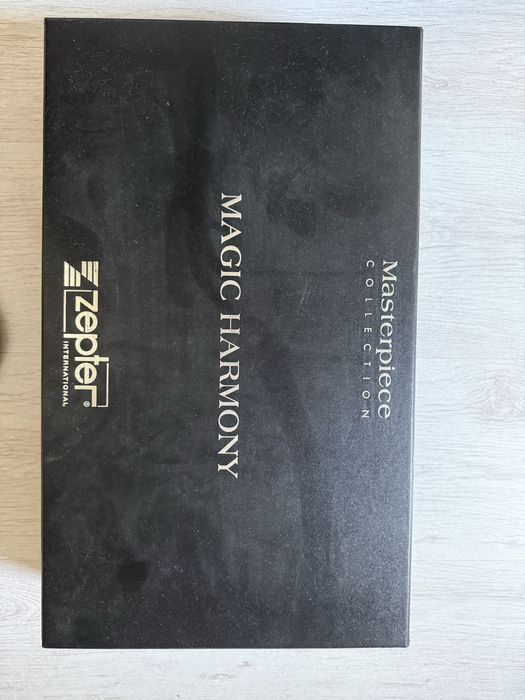 Masterpiece
COLLECTION
MAGIC HARMONY
zepter®
INTERNATIONAL